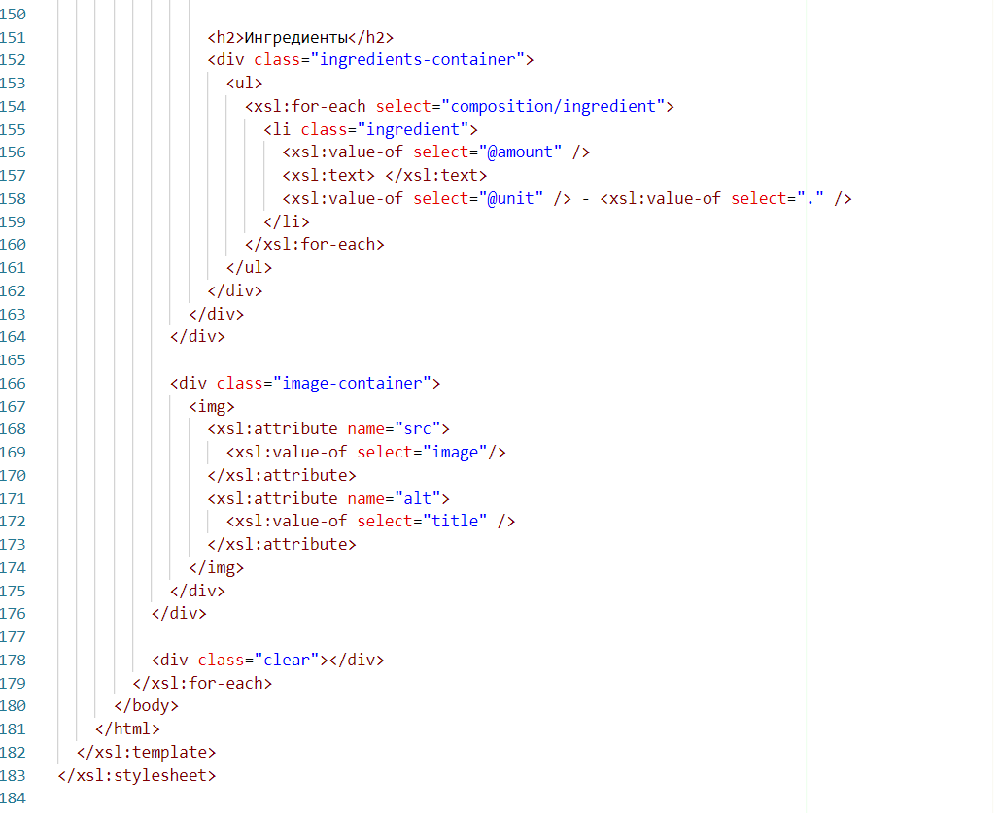 150
151 <h2>Ингредиенты</h2>
152 <div class="ingredients-container">
153 <ul>
154 <xsl:for-each select="composition/ingredient">
155 <li class="ingredient">
156 <xsl:value-of select="@amount" />
157 <xsl:text> </xsl:text>
158 <xsl:value-of select="@unit" /> - <xsl:value-of select="." />
159 </li>
160 </xsl:for-each>
161 </ul>
162 </div>
163 </div>
164 </div>
165
166 <div class="image-container">
167 <img>
168 <xsl:attribute name="src">
169 <xsl:value-of select="image"/>
170 </xsl:attribute>
171 <xsl:attribute name="alt">
172 <xsl:value-of select="title" />
173 </xsl:attribute>
174 </img>
175 </div>
176 </div>
177
178 <div class="clear"></div>
179 </xsl:for-each>
180 </body>
181 </html>
182 </xsl:template>
183 </xsl:stylesheet>
184